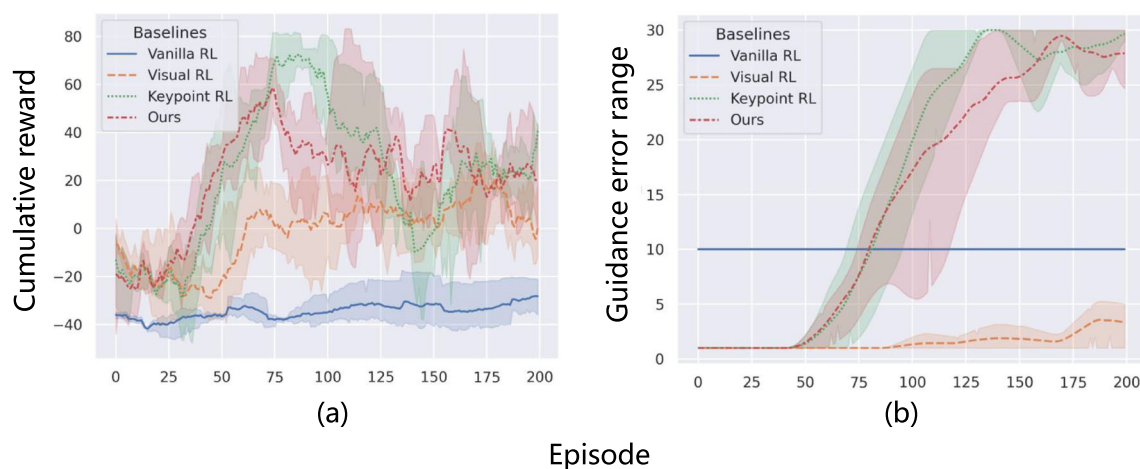 Cumulative reward
80
60
40
20
0
−20
−40
Baselines
Vanilla RL
Visual RL
Keypoint RL
Ours
0 25 50 75 100 125 150 175 200
(a)
Guidance error range
30
25
20
15
10
5
0
Baselines
Vanilla RL
Visual RL
Keypoint RL
Ours
0 25 50 75 100 125 150 175 200
(b)
Episode